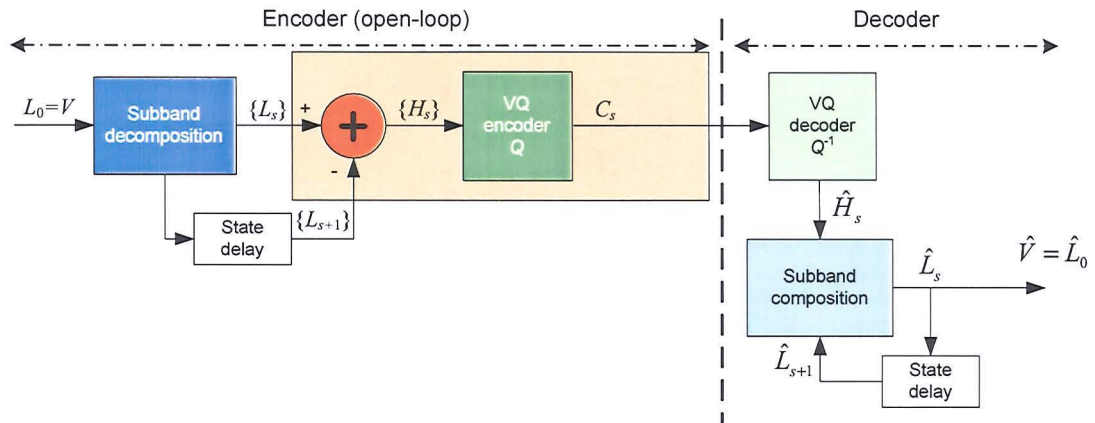 Encoder (open-loop)
Decoder
L₀=V
Subband
decomposition
{Lₛ}
+
+
-
{Hₛ}
VQ
encoder
Q
Cₛ
VQ
decoder
Q⁻¹
State
delay
{Lₛ₊₁}
Ĥₛ
Subband
composition
L̂ₛ
V̂ = L̂₀
L̂ₛ₊₁
State
delay